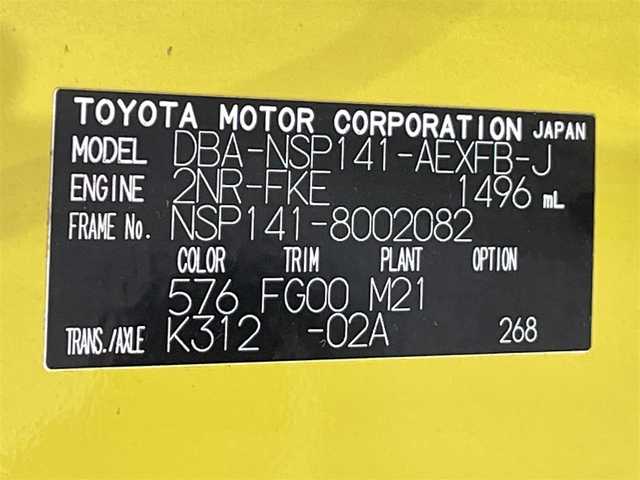 TOYOTA MOTOR CORPORATION JAPAN
MODEL DBA-NSP141-AEXFB-J
ENGINE 2NR-FKE 1496 mL
FRAME No. NSP141-8002082
COLOR TRIM PLANT OPTION
576 FG00 M21
TRANS./AXLE K312 -02A 268